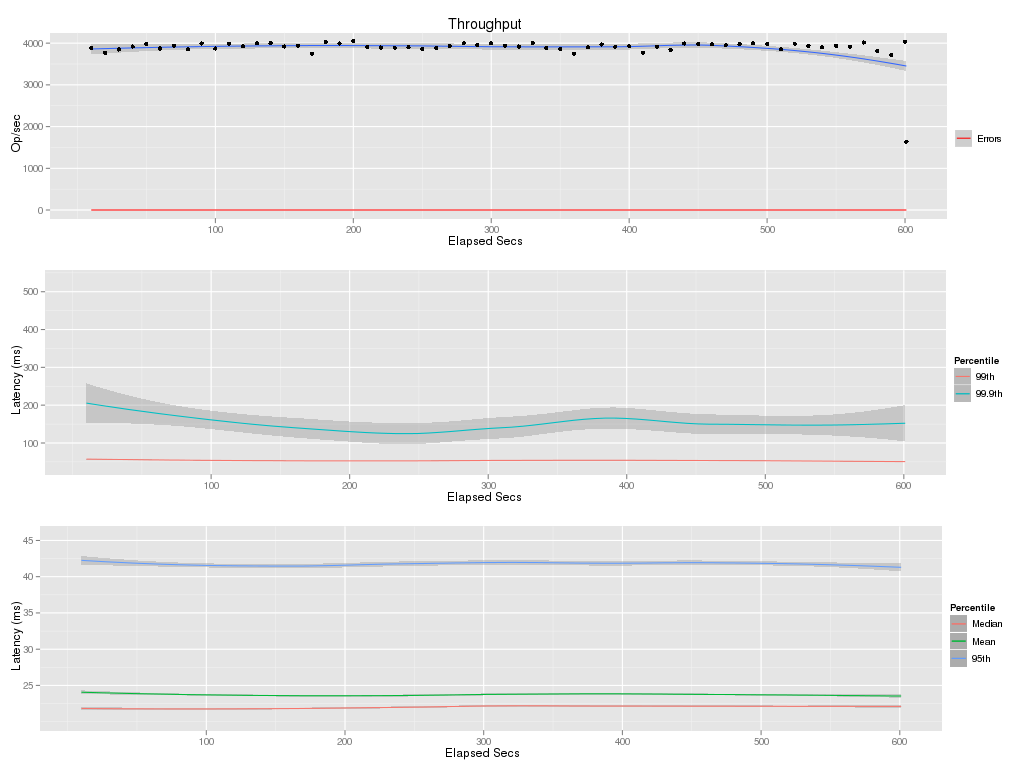 Throughput
4000
3000
2000
1000
0
Op/sec
100 200 300 400 500 600
Elapsed Secs
Errors
500
400
300
200
100
Latency (ms)
100 200 300 400 500 600
Elapsed Secs
Percentile
99th
99.9th
45
40
35
30
25
Latency (ms)
100 200 300 400 500 600
Elapsed Secs
Percentile
Median
Mean
95th